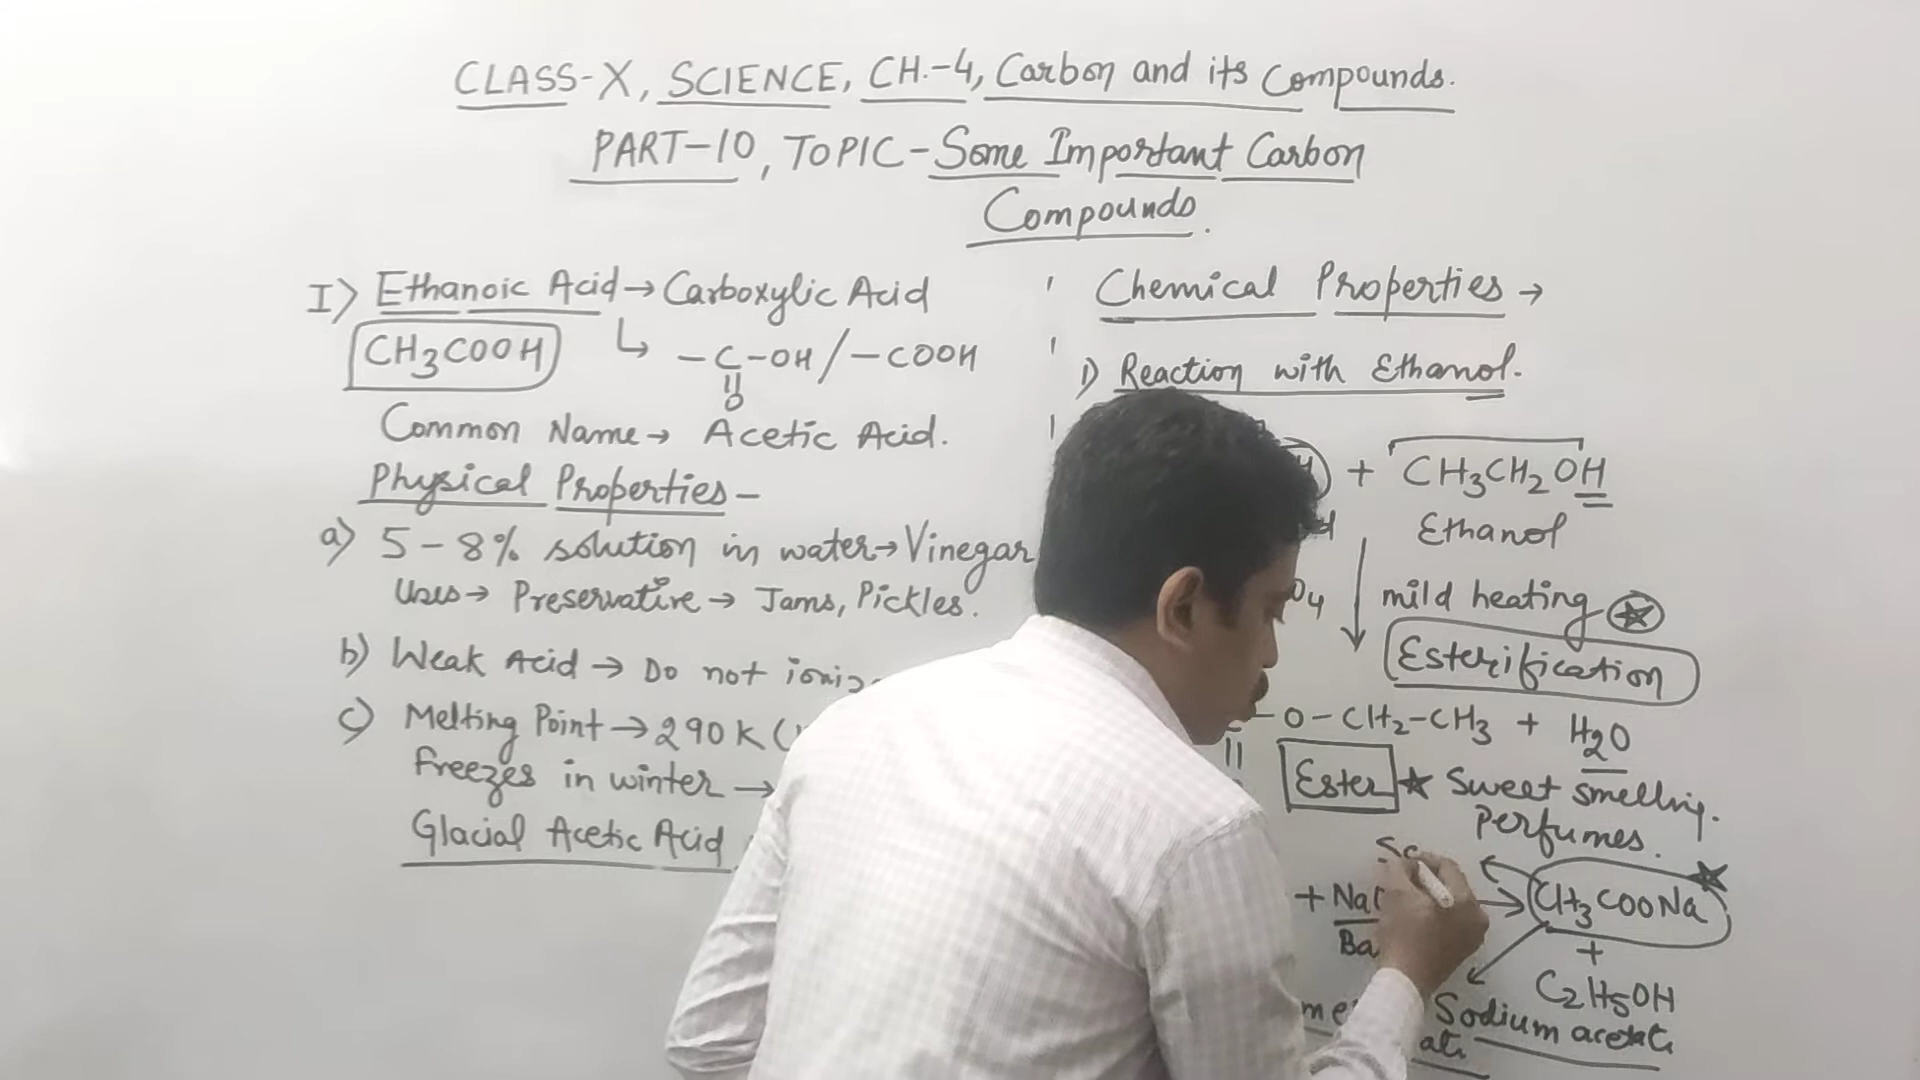 CLASS-X, SCIENCE, CH.-4, Carbon and its Compounds.
PART-10, TOPIC-Some Important Carbon
Compounds.
I) Ethanoic Acid → Carboxylic Acid
CH3COOH ↳ -C-OH / -COOH
||
O
Common Name → Acetic Acid.
Physical Properties -
a) 5-8% solution in water → Vinegar
Uses → Preservative → Jams, Pickles.
b) Weak Acid → Do not
c) Melting Point → 290K
freezes in winter →
Glacial Acetic Acid
Chemical Properties →
1) Reaction with Ethanol.
+ CH3CH2OH
Ethanol
mild heating
Esterification
-O-CH2-CH3 + H2O
||
Ester ★ Sweet smelling.
Perfumes.
+ Na → CH3COONa
Ba +
C2H5OH
Sodium acetate